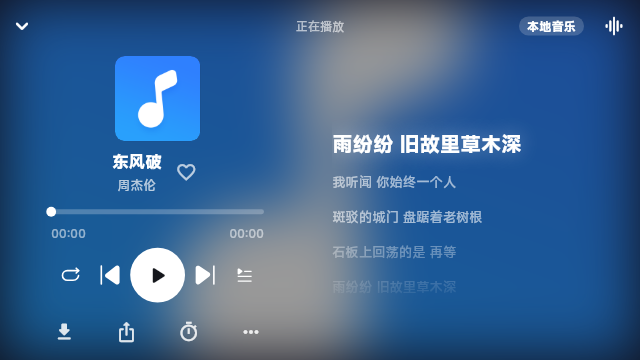 正在播放
本地音乐
东风破
周杰伦
00:00
00:00
雨纷纷 旧故里草木深
我听闻 你始终一个人
斑驳的城门 盘踞着老树根
石板上回荡的是 再等
雨纷纷 旧故里草木深